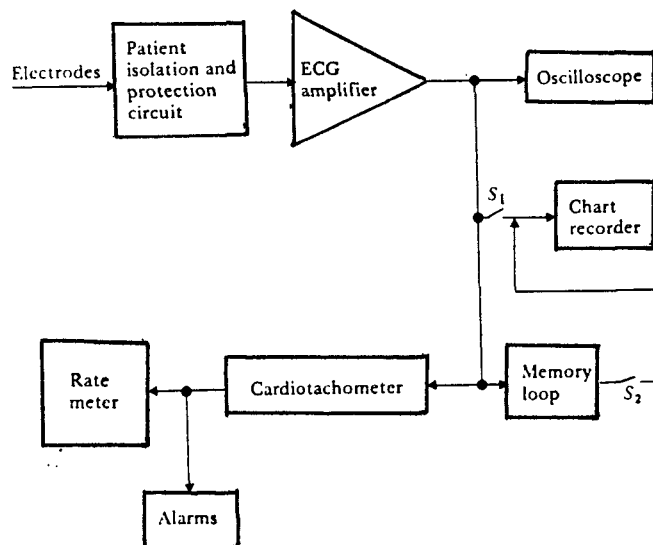 Electrodes
Patient
isolation and
protection
circuit
ECG
amplifier
Oscilloscope
S1
Chart
recorder
Rate
meter
Cardiotachometer
Memory
loop
S2
Alarms